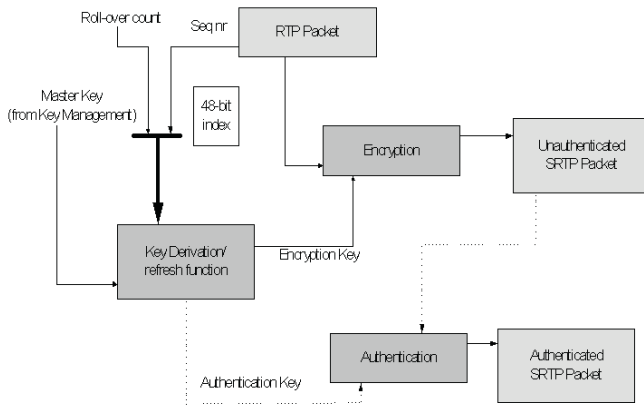 Roll-over count
Seq nr
RTP Packet
Master Key
(from Key Management)
48-bit
index
Encryption
Unauthenticated
SRTP Packet
Key Derivation/
refresh function
Encryption Key
Authentication
Authenticated
SRTP Packet
Authentication Key